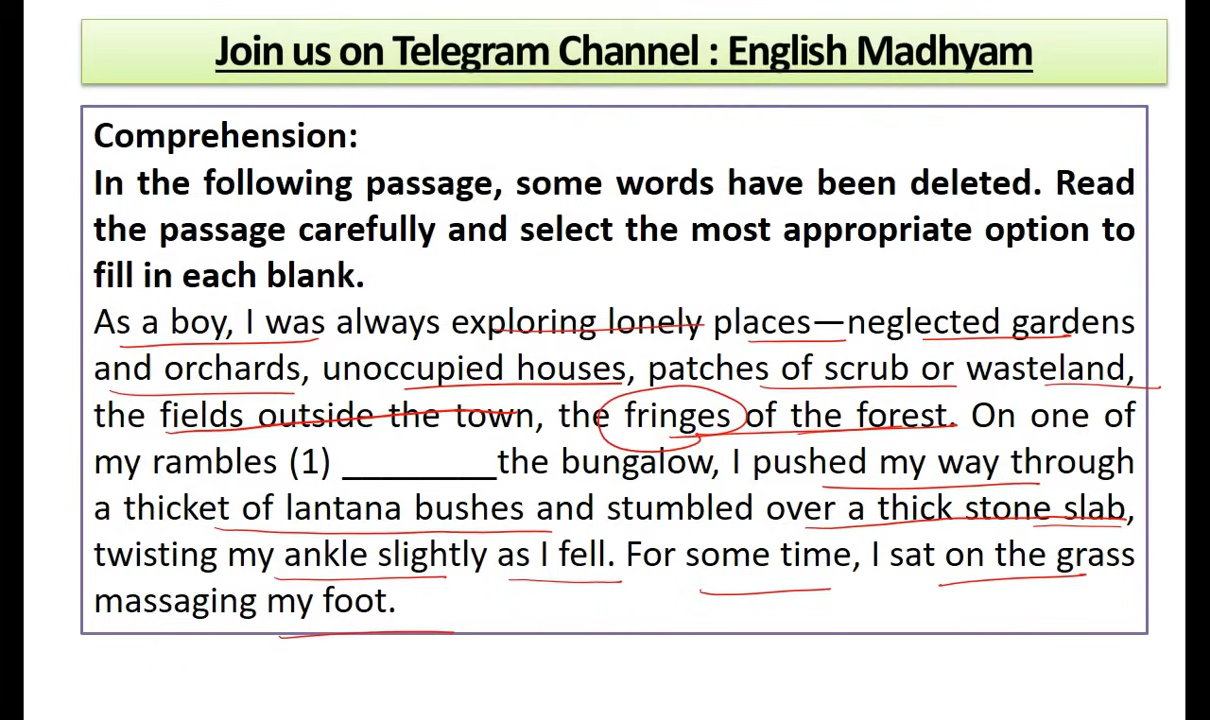 Join us on Telegram Channel : English Madhyam
Comprehension:
In the following passage, some words have been deleted. Read
the passage carefully and select the most appropriate option to
fill in each blank.
As a boy, I was always exploring lonely places—neglected gardens
and orchards, unoccupied houses, patches of scrub or wasteland,
the fields outside the town, the fringes of the forest. On one of
my rambles (1) ________the bungalow, I pushed my way through
a thicket of lantana bushes and stumbled over a thick stone slab,
twisting my ankle slightly as I fell. For some time, I sat on the grass
massaging my foot.